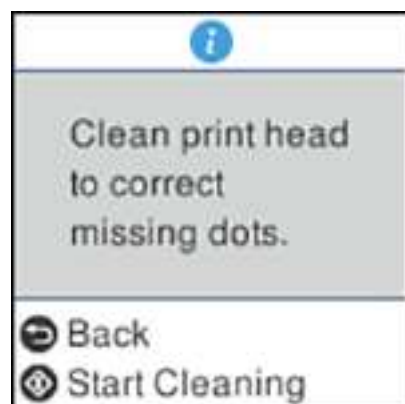 Clean print head
to correct
missing dots.
Back
Start Cleaning